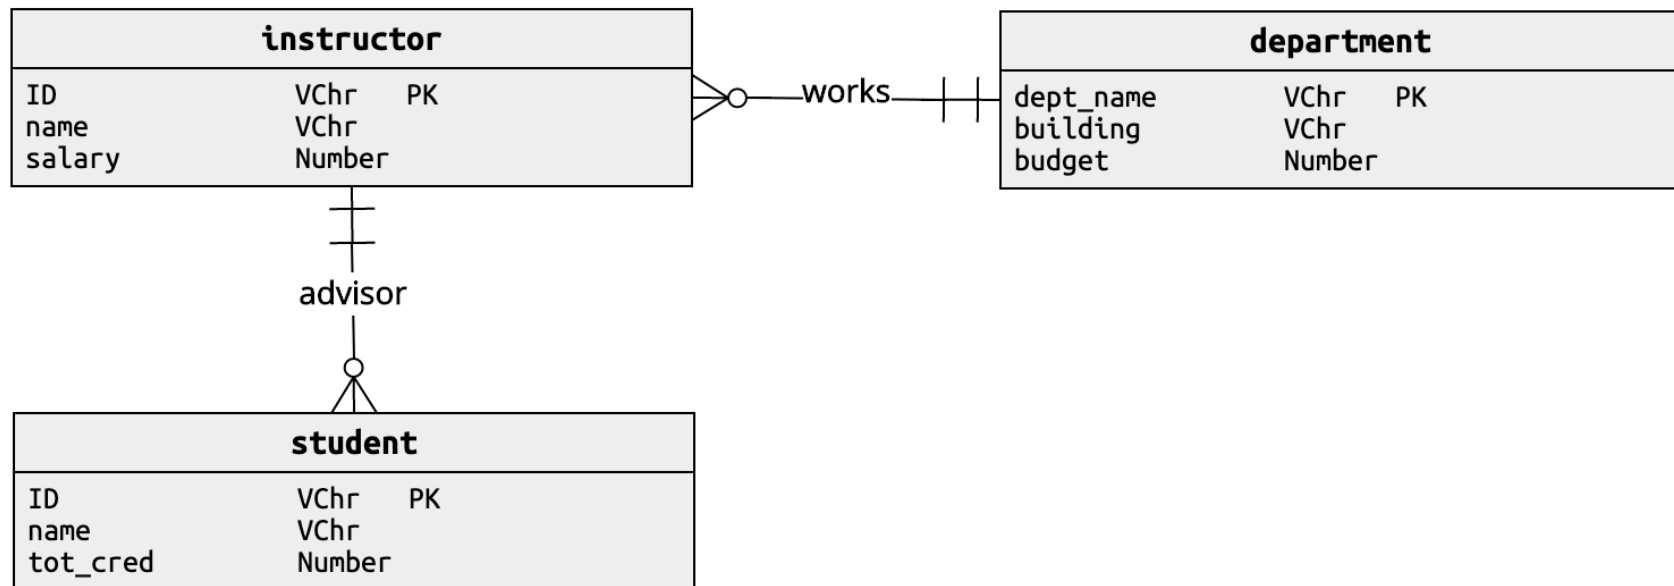 instructor
ID VChr PK
name VChr
salary Number
works
department
dept_name VChr PK
building VChr
budget Number
advisor
student
ID VChr PK
name VChr
tot_cred Number